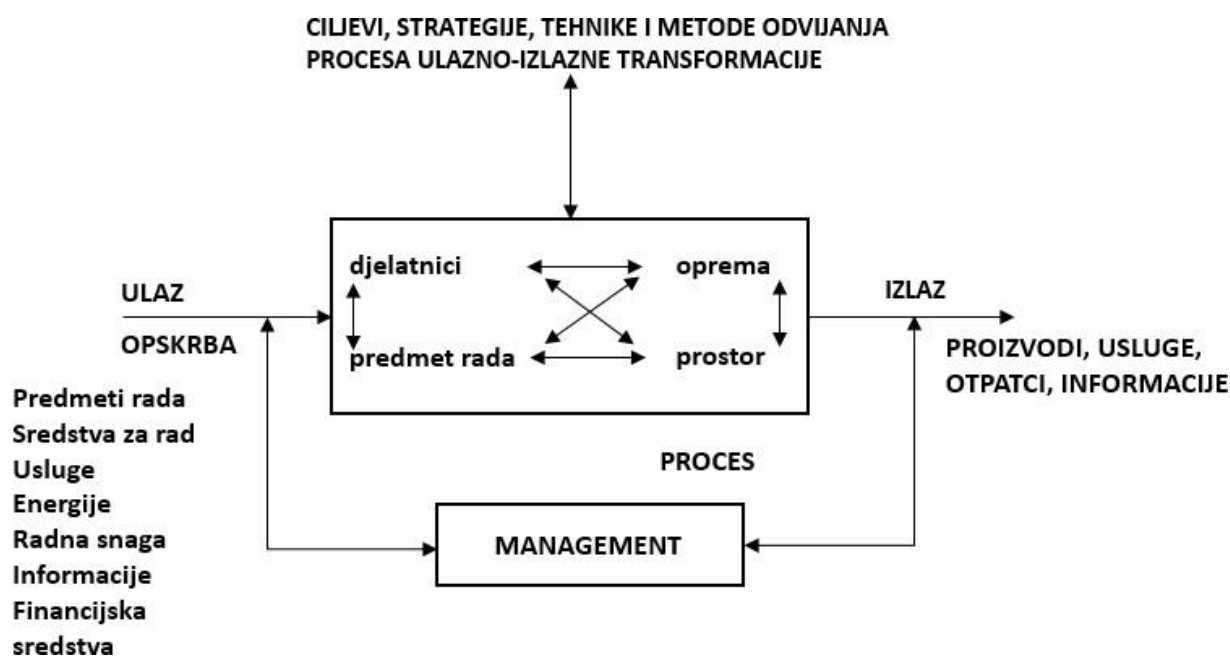 CILJEVI, STRATEGIJE, TEHNIKE I METODE ODVIJANJA
PROCESA ULAZNO-IZLAZNE TRANSFORMACIJE
djelatnici
oprema
predmet rada
prostor
ULAZ
OPSKRBA
Predmeti rada
Sredstva za rad
Usluge
Energije
Radna snaga
Informacije
Financijska
sredstva
IZLAZ
PROIZVODI, USLUGE,
OTPATCI, INFORMACIJE
PROCES
MANAGEMENT